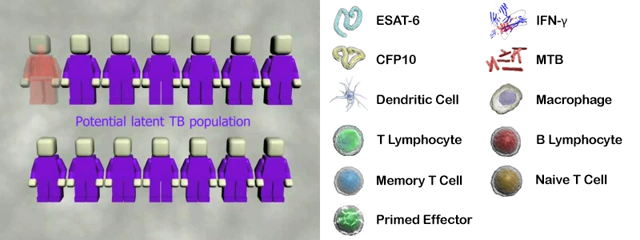 Potential latent TB population
ESAT-6
IFN-γ
CFP10
MTB
Dendritic Cell
Macrophage
T Lymphocyte
B Lymphocyte
Memory T Cell
Naive T Cell
Primed Effector